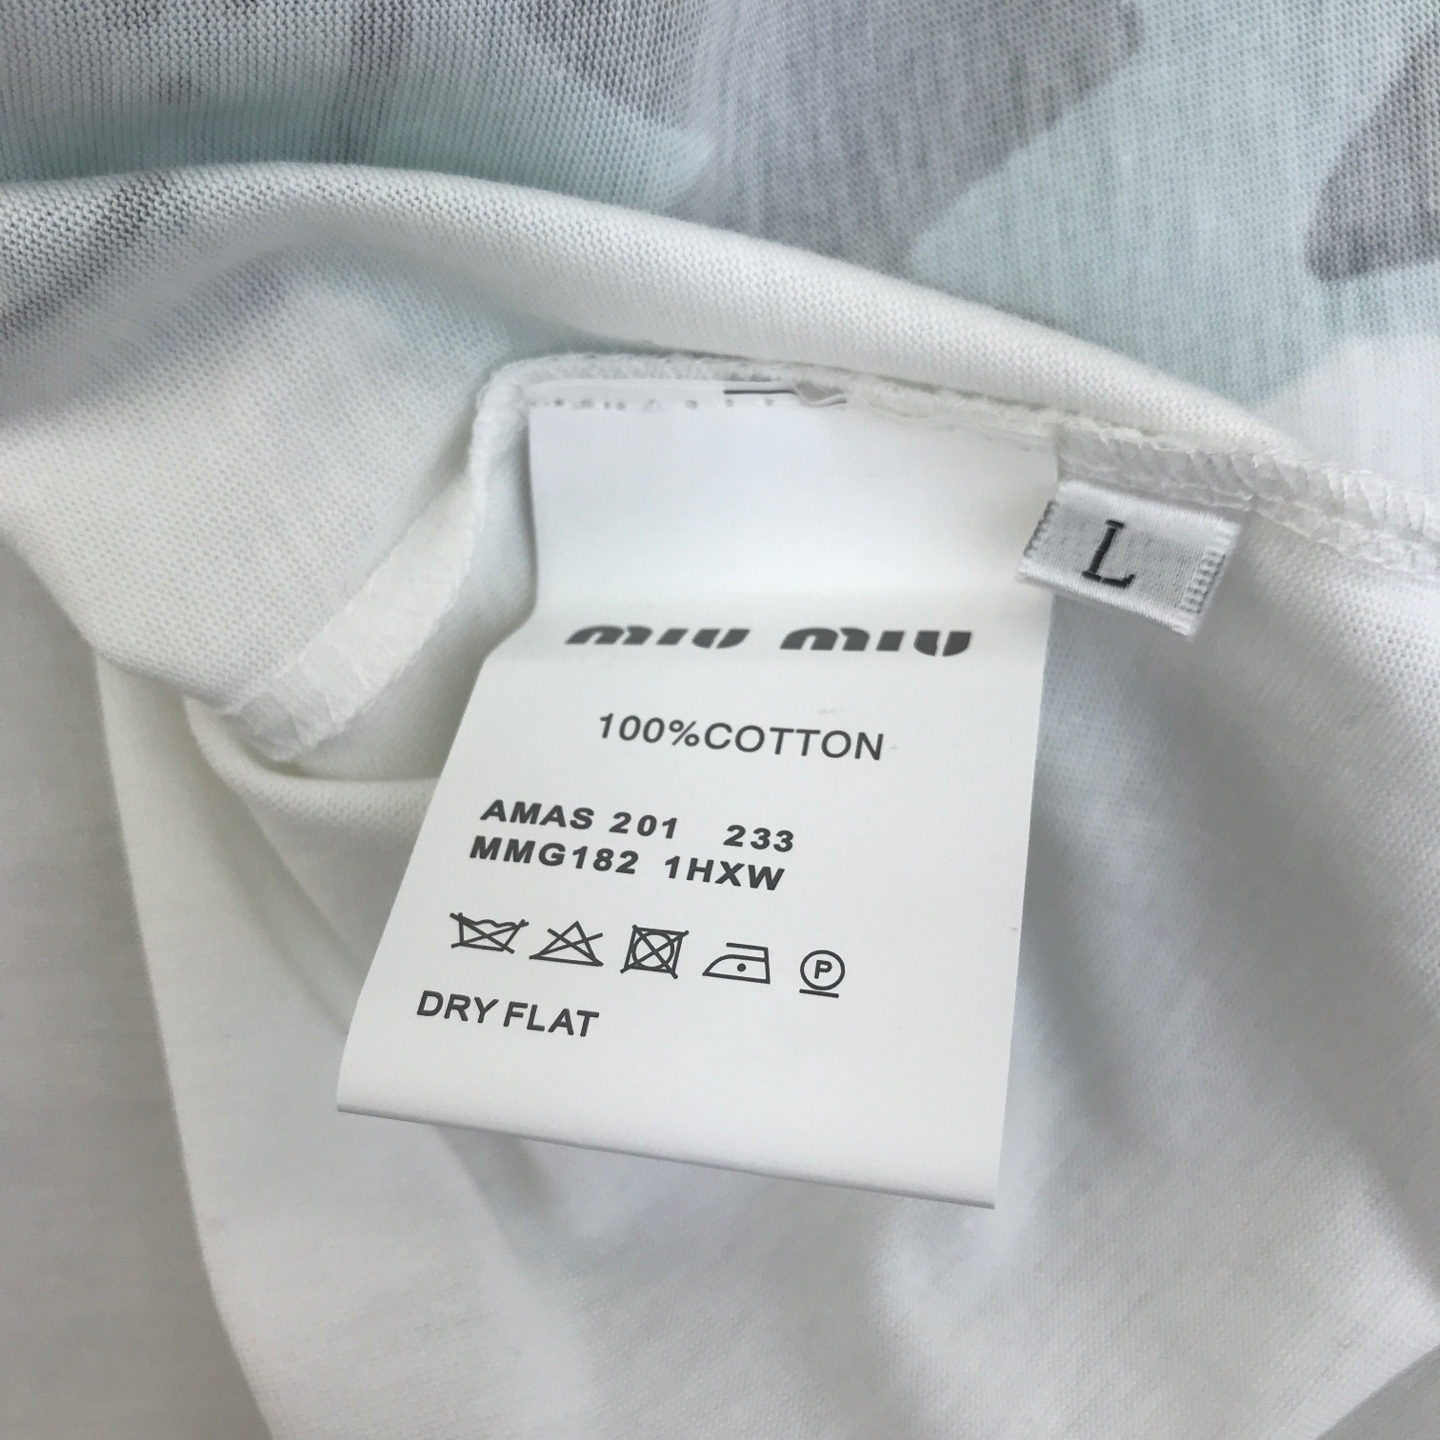 L
miu miu
100%COTTON
AMAS 201 233
MMG182 1HXW
P
DRY FLAT